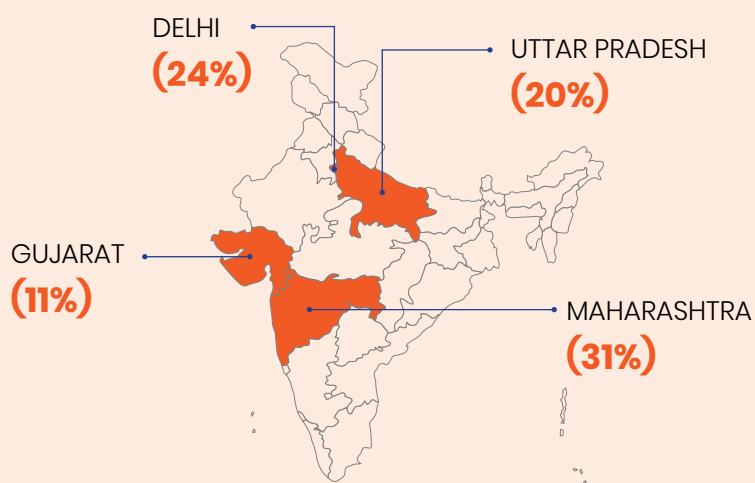 DELHI
(24%)
UTTAR PRADESH
(20%)
GUJARAT
(11%)
MAHARASHTRA
(31%)